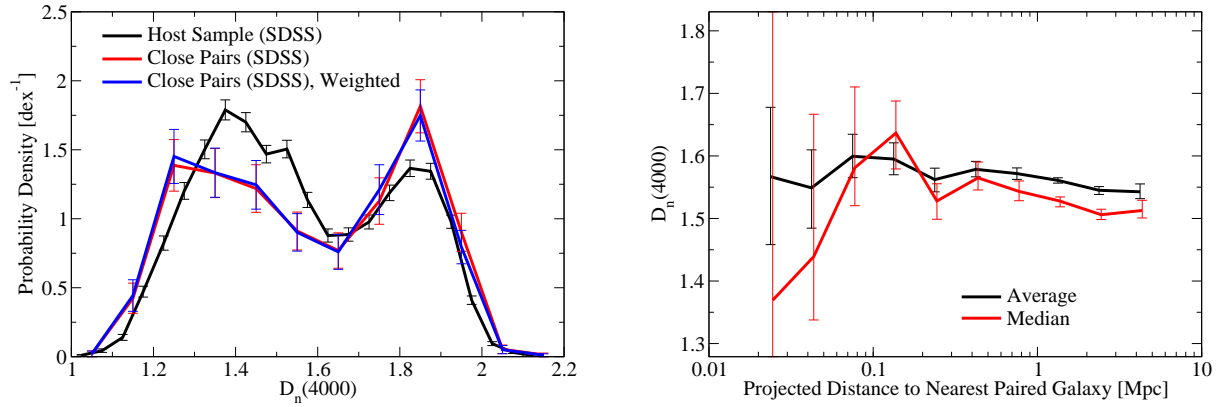 Host Sample (SDSS)
Close Pairs (SDSS)
Close Pairs (SDSS), Weighted
Probability Density [dex⁻¹]
2.5
2
1.5
1
0.5
0
1 1.2 1.4 1.6 1.8 2 2.2
Dₙ(4000)
Dₙ(4000)
1.8
1.7
1.6
1.5
1.4
1.3
Average
Median
0.01 0.1 1 10
Projected Distance to Nearest Paired Galaxy [Mpc]